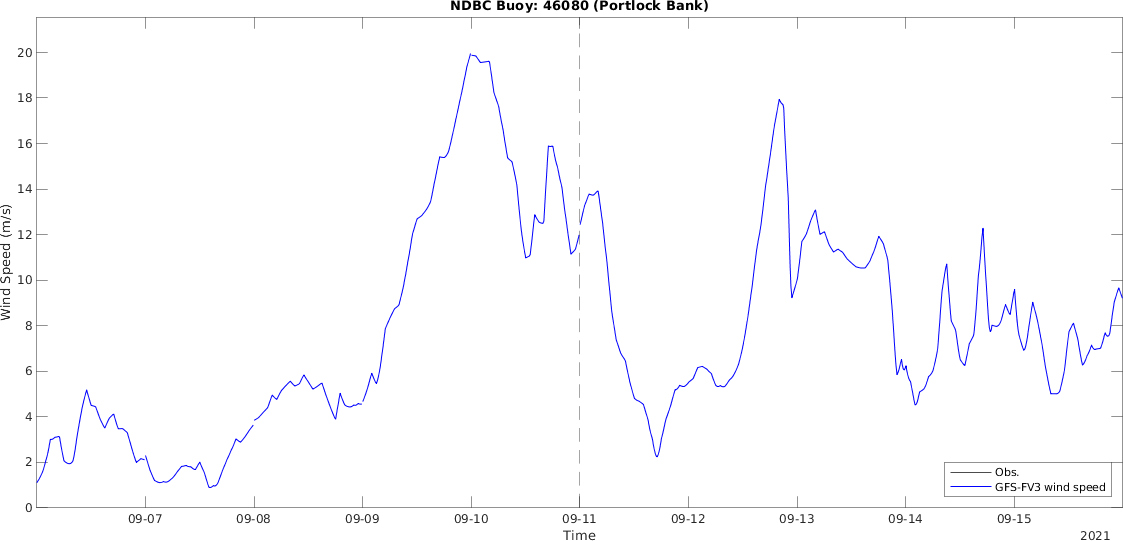 NDBC Buoy: 46080 (Portlock Bank)
Wind Speed (m/s)
20
18
16
14
12
10
8
6
4
2
0
09-07 09-08 09-09 09-10 09-11 09-12 09-13 09-14 09-15
Time
2021
Obs.
GFS-FV3 wind speed